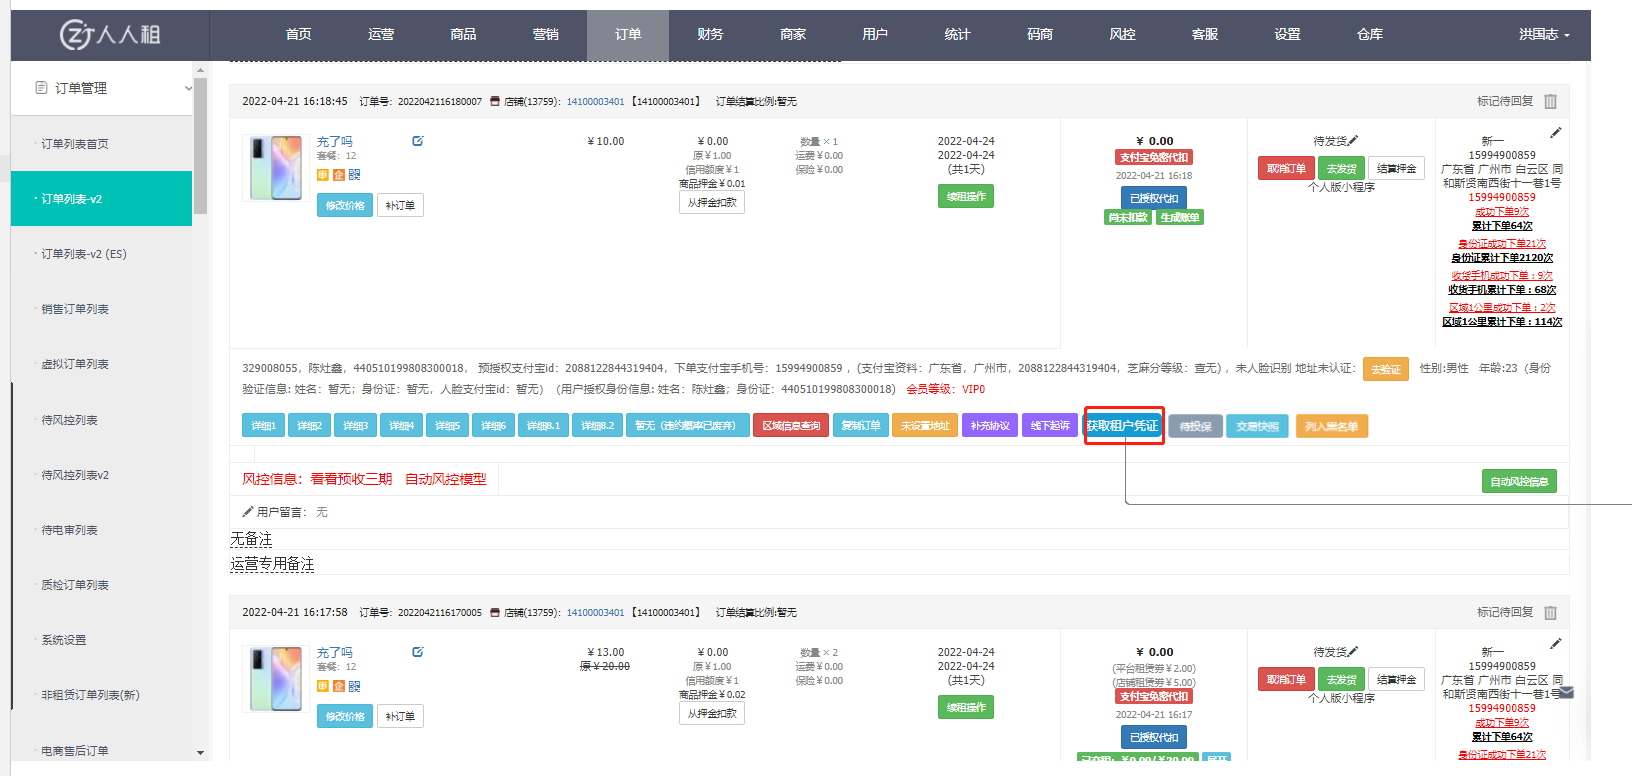 人人租 首页 运营 商品 营销 订单 财务 商家 用户 统计 码商 风控 客服 设置 仓库 洪国志
订单管理
订单列表首页
订单列表-v2
订单列表-v2 (ES)
销售订单列表
虚拟订单列表
待风控列表
待风控列表v2
待电审列表
质检订单列表
系统设置
非租赁订单列表(新)
电商售后订单
2022-04-21 16:18:45 订单号: 2022042116180007 店铺(13759): 14100003401 【14100003401】 订单结算比例:暂无 标记待回复
充了吗
套餐: 12
修改价格 补订单
¥10.00
¥0.00
原¥1.00
信用额度¥1
商品押金¥0.01
从押金扣款
数量 × 1
运费¥0.00
保险¥0.00
2022-04-24
2022-04-24
(共1天)
续租操作
¥ 0.00
支付宝免密代扣
2022-04-21 16:18
已授权代扣
尚未扣款 生成账单
待发货
取消订单 去发货 结算押金
个人版小程序
新一
15994900859
广东省 广州市 白云区 同
和斯贤南西街十一巷1号
15994900859
成功下单9次
累计下单64次
身份证成功下单21次
身份证累计下单2120次
收货手机成功下单：9次
收货手机累计下单：68次
区域1公里成功下单：2次
区域1公里累计下单：114次
329008055, 陈灶鑫, 440510199808300018, 预授权支付宝id: 2088122844319404, 下单支付宝手机号: 15994900859 , (支付宝资料: 广东省, 广州市, 2088122844319404, 芝麻分等级: 查无) , 未人脸识别 地址未认证: 去验证 性别:男性 年龄:23 (身份
验证信息: 姓名: 暂无; 身份证: 暂无, 人脸支付宝id: 暂无) (用户授权身份信息: 姓名: 陈灶鑫; 身份证: 440510199808300018) 会员等级: VIP0
详细1 详细2 详细3 详细4 详细5 详细6 详细8.1 详细8.2 暂无（违约概率已废弃） 区域信息查询 复制订单 未设置地址 补充协议 线下起诉 获取租户凭证 待投保 交易快照 列入黑名单
风控信息: 看看预收三期 自动风控模型 自动风控信息
用户留言: 无
无备注
运营专用备注
2022-04-21 16:17:58 订单号: 2022042116170005 店铺(13759): 14100003401 【14100003401】 订单结算比例:暂无 标记待回复
充了吗
套餐: 12
修改价格 补订单
¥13.00
原¥20.00
¥0.00
原¥1.00
信用额度¥1
商品押金¥0.02
从押金扣款
数量 × 2
运费¥0.00
保险¥0.00
2022-04-24
2022-04-24
(共1天)
续租操作
¥ 0.00
(平台租赁券¥2.00)
(店铺租赁券¥5.00)
支付宝免密代扣
2022-04-21 16:17
已授权代扣
已交租: ¥0.00/¥20.00 展开
待发货
取消订单 去发货 结算押金
个人版小程序
新一
15994900859
广东省 广州市 白云区 同
和斯贤南西街十一巷1号
15994900859
成功下单9次
累计下单64次
身份证成功下单21次